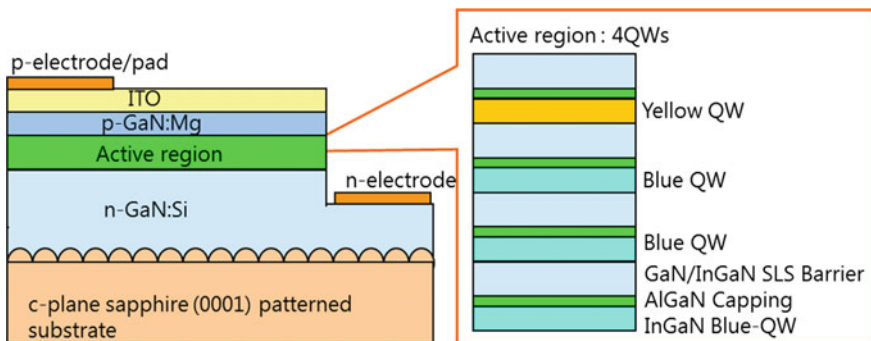 p-electrode/pad
ITO
p-GaN:Mg
Active region
n-electrode
n-GaN:Si
c-plane sapphire (0001) patterned
substrate
Active region : 4QWs
Yellow QW
Blue QW
Blue QW
GaN/InGaN SLS Barrier
AlGaN Capping
InGaN Blue-QW